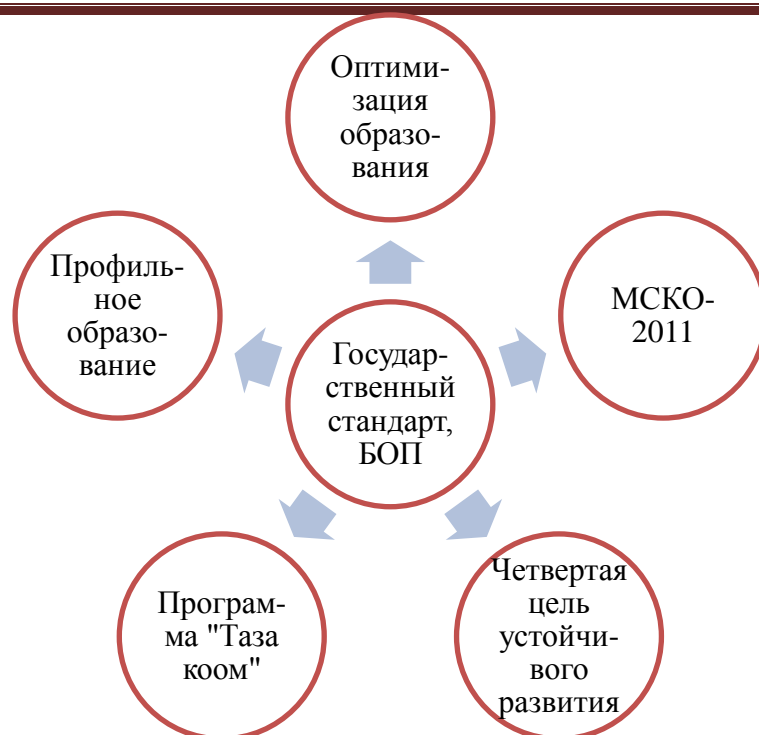 Оптими-
зация
образо-
вания
Профиль-
ное
образо-
вание
МСКО-
2011
Государ-
ственный
стандарт,
БОП
Програм-
ма "Таза
коом"
Четвертая
цель
устойчи-
вого
развития